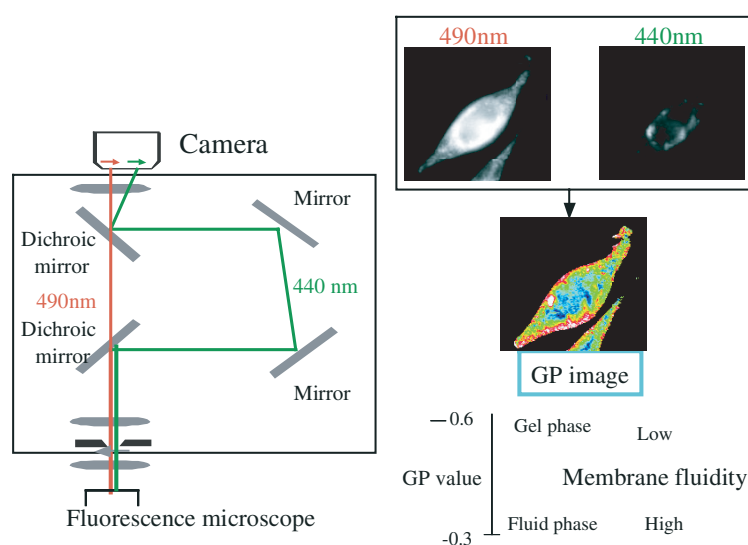 490nm
440nm
Camera
Mirror
Dichroic
mirror
490nm
440 nm
Dichroic
mirror
Mirror
Fluorescence microscope
GP image
0.6
Gel phase
Low
GP value
Membrane fluidity
-0.3
Fluid phase
High